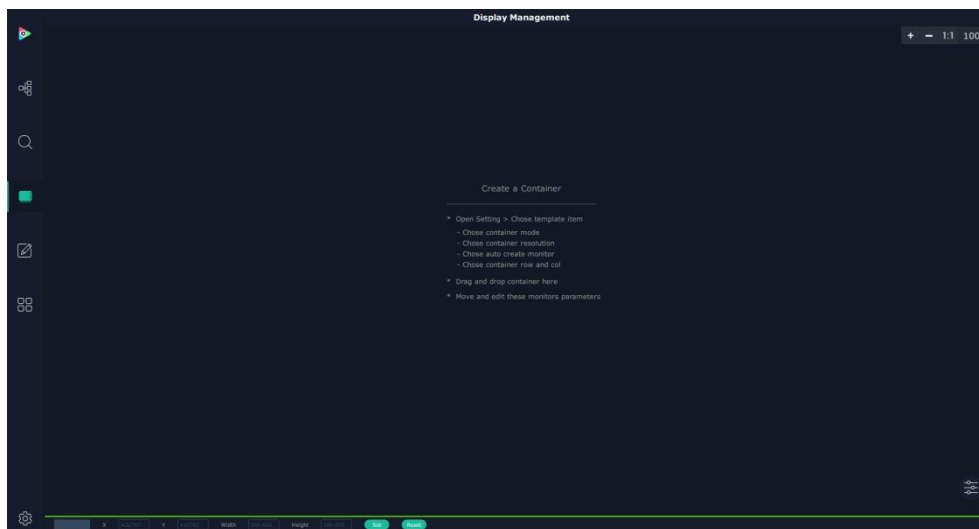 Display Management
+ − 1:1 100
Create a Container
* Open Setting > Chose template item
- Chose container mode
- Chose container resolution
- Chose auto create monitor
- Chose container row and col
* Drag and drop container here
* Move and edit these monitors parameters
X Y Width Height Set Reset